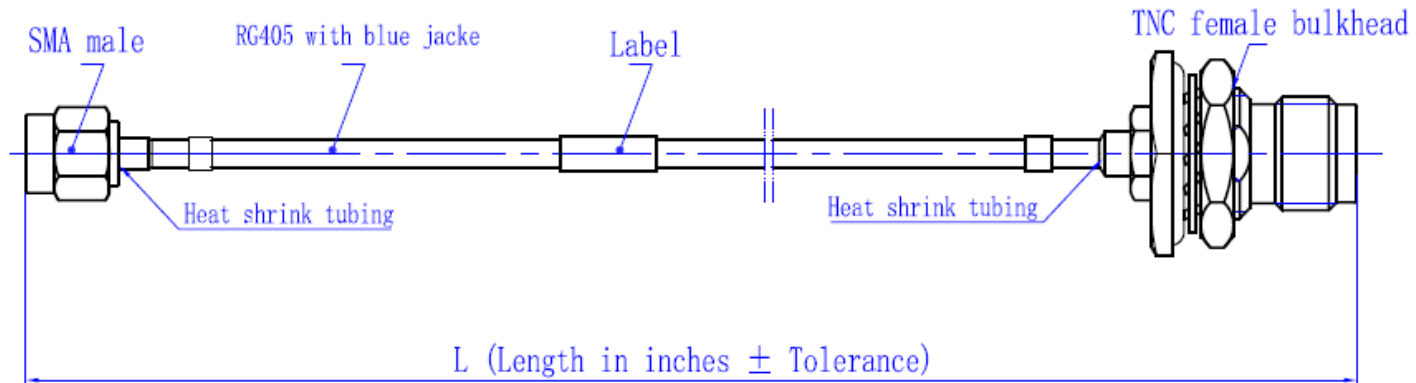 SMA male
RG405 with blue jacke
Label
TNC female bulkhead
Heat shrink tubing
Heat shrink tubing
L (Length in inches ± Tolerance)